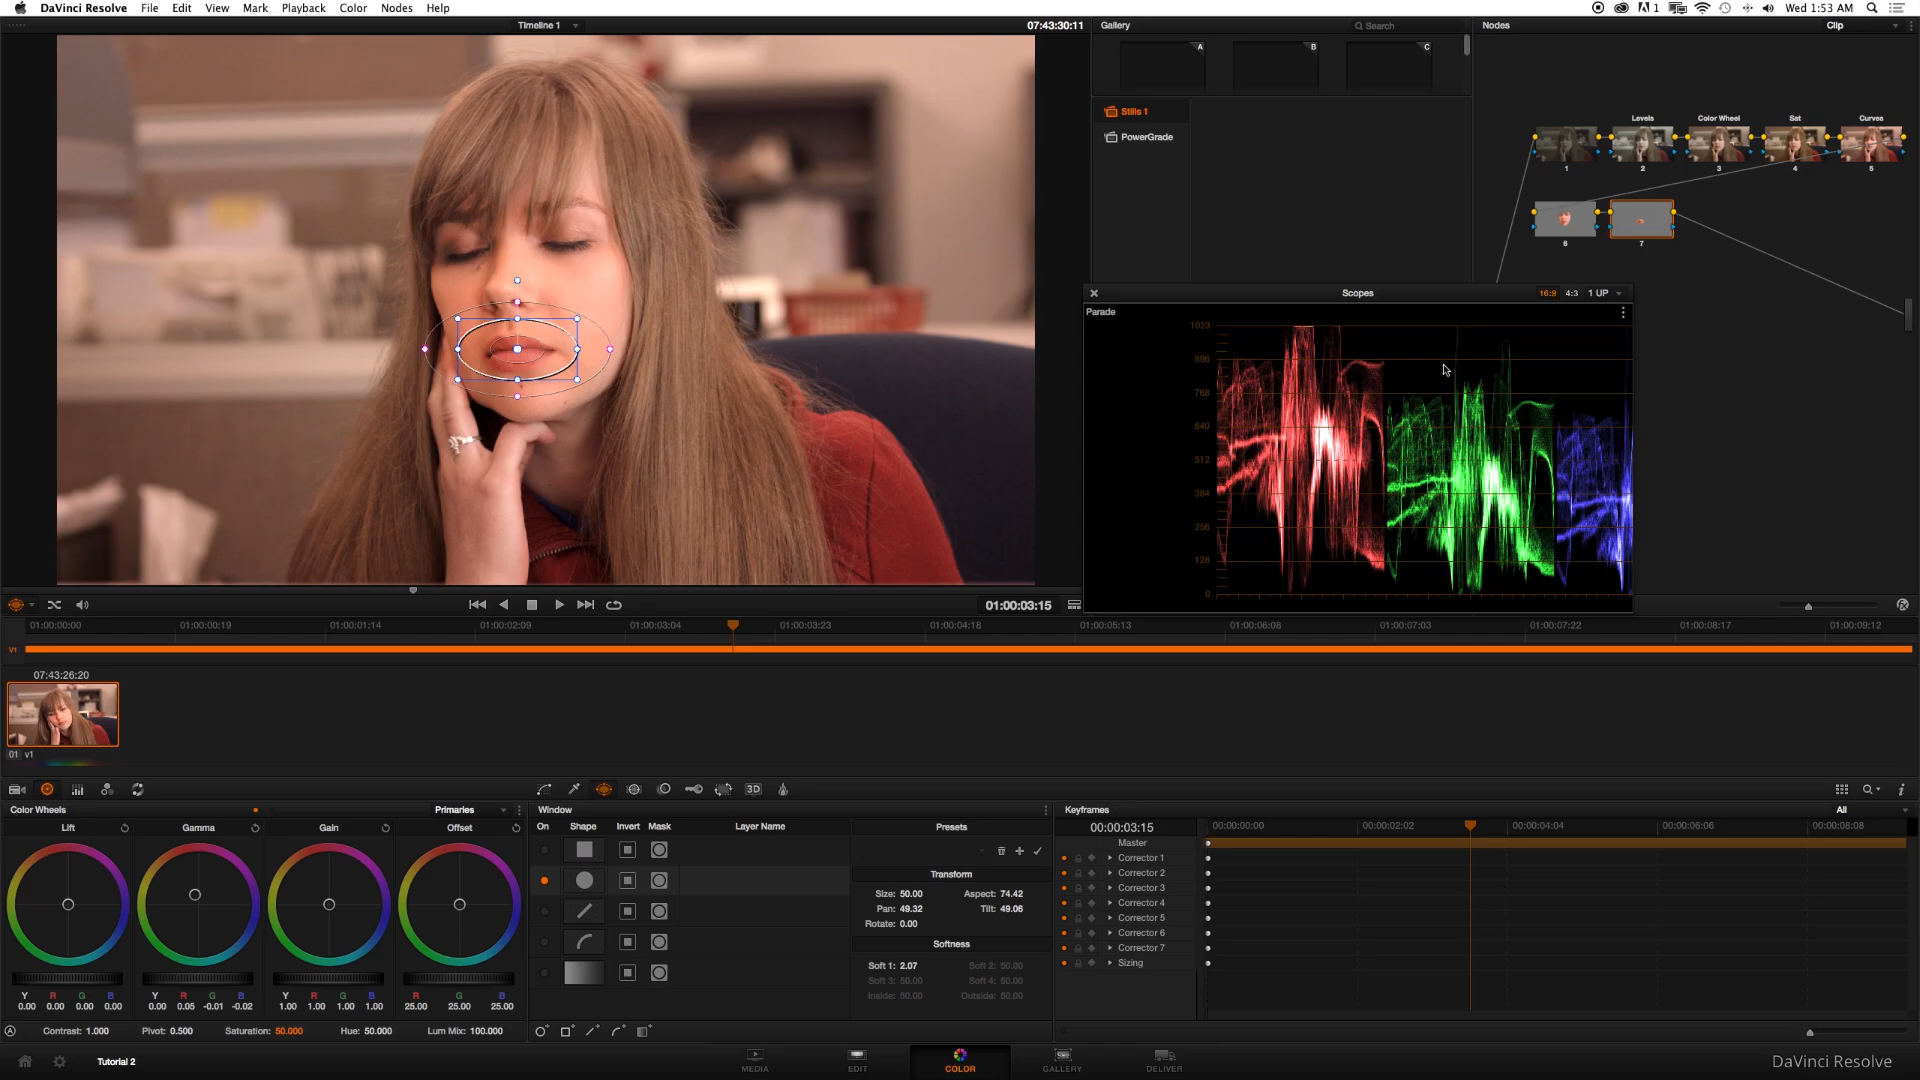 DaVinci Resolve File Edit View Mark Playback Color Nodes Help
1 Wed 1:53 AM
Timeline 1 07:43:30:11
Gallery Search
Nodes Clip
A B C
Stills 1
PowerGrade
Levels Color Wheel Sat Curves
1 2 3 4 5
6 7
Scopes 16:9 4:3 1 UP
Parade
1023
896
768
640
512
384
256
128
0
01:00:03:15
01:00:00:00 01:00:00:19 01:00:01:14 01:00:02:09 01:00:03:04 01:00:03:23 01:00:04:18 01:00:05:13 01:00:06:08 01:00:07:03 01:00:07:22 01:00:08:17 01:00:09:12
V1
07:43:26:20
01 V1
3D
Color Wheels Primaries
Lift Gamma Gain Offset
Y R G B Y R G B Y R G B R G B
0.00 0.00 0.00 0.00 0.00 0.05 -0.01 -0.02 1.00 1.00 1.00 1.00 25.00 25.00 25.00
A Contrast: 1.000 Pivot: 0.500 Saturation: 50.000 Hue: 50.000 Lum Mix: 100.000
Window
On Shape Invert Mask Layer Name Presets
Transform
Size: 50.00 Aspect: 74.42
Pan: 49.32 Tilt: 49.06
Rotate: 0.00
Softness
Soft 1: 2.07 Soft 2: 50.00
Soft 3: 50.00 Soft 4: 50.00
Inside: 50.00 Outside: 50.00
Keyframes All
00:00:03:15 00:00:00:00 00:00:02:02 00:00:04:04 00:00:06:06 00:00:08:08
Master
Corrector 1
Corrector 2
Corrector 3
Corrector 4
Corrector 5
Corrector 6
Corrector 7
Sizing
Tutorial 2
MEDIA EDIT COLOR GALLERY DELIVER
DaVinci Resolve